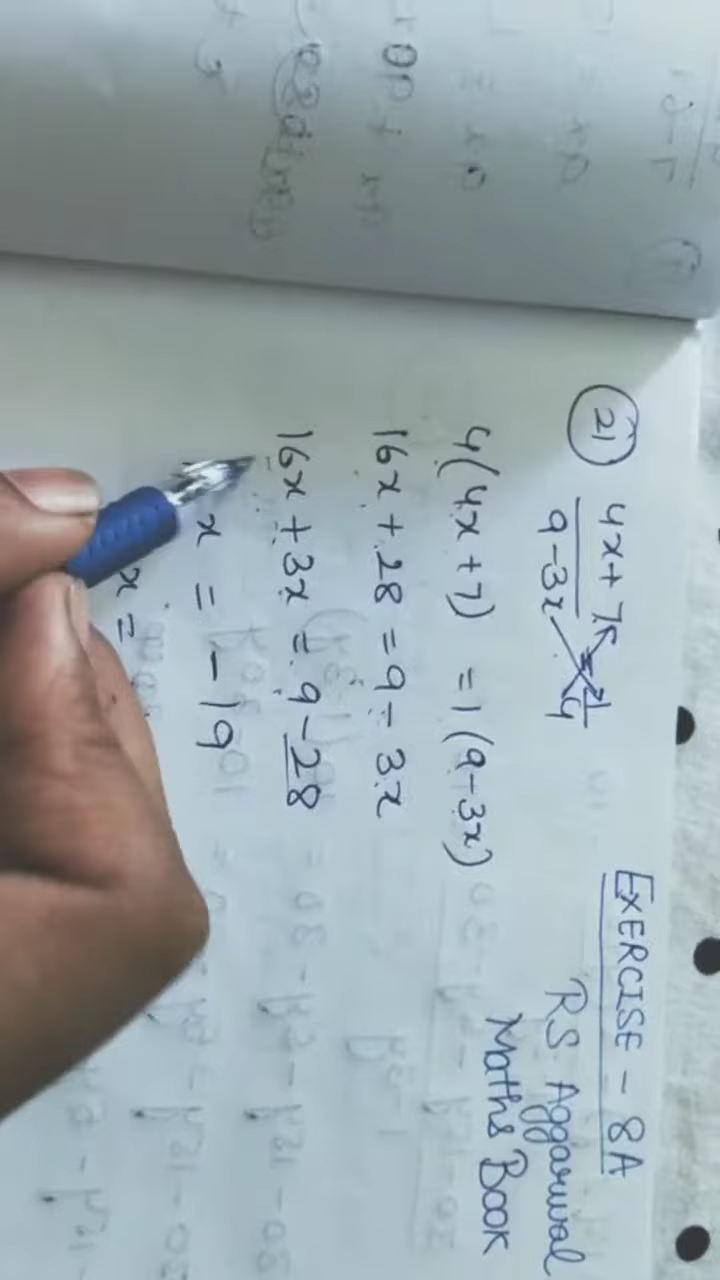 EXERCISE - 8A
RS Aggarwal
Maths Book
21 4x+7/9-3x = 1/4
4(4x+7) = 1(9-3x)
16x+28 = 9-3x
16x+3x = 9-28
x = -19
x =